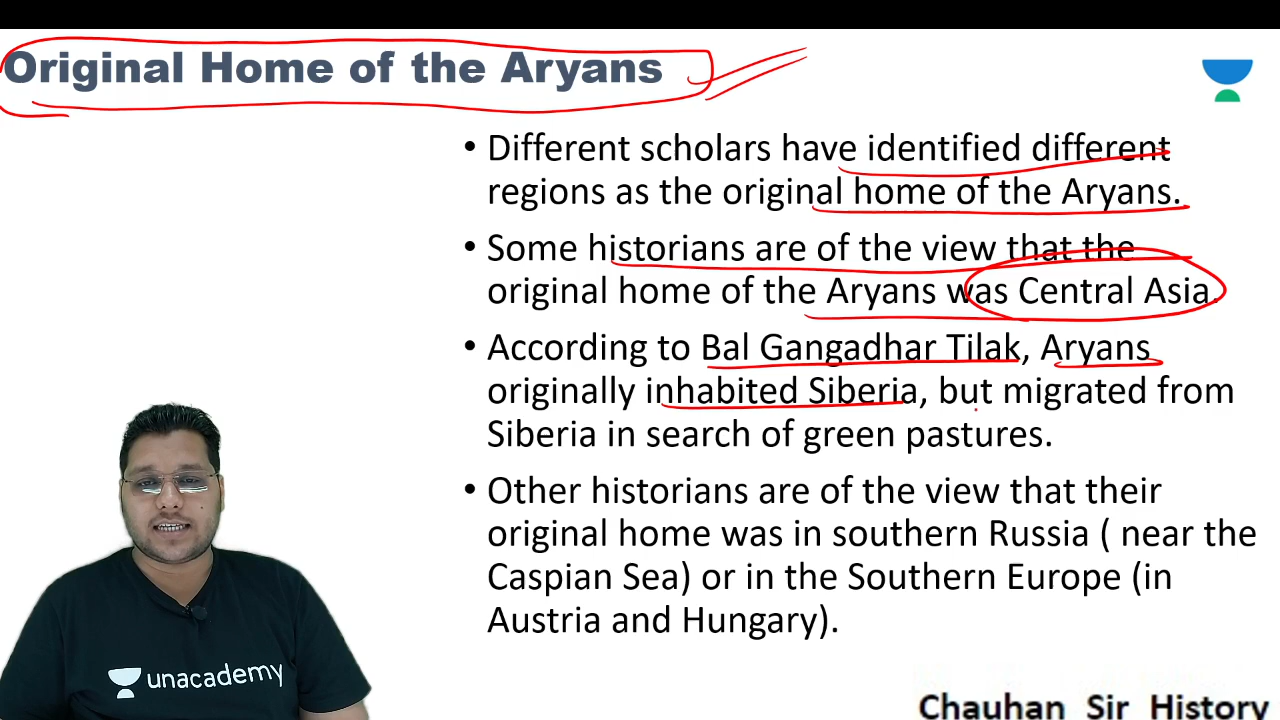 Original Home of the Aryans
• Different scholars have identified different
regions as the original home of the Aryans.
• Some historians are of the view that the
original home of the Aryans was Central Asia.
• According to Bal Gangadhar Tilak, Aryans
originally inhabited Siberia, but migrated from
Siberia in search of green pastures.
• Other historians are of the view that their
original home was in southern Russia ( near the
Caspian Sea) or in the Southern Europe (in
Austria and Hungary).
unacademy
Chauhan Sir History